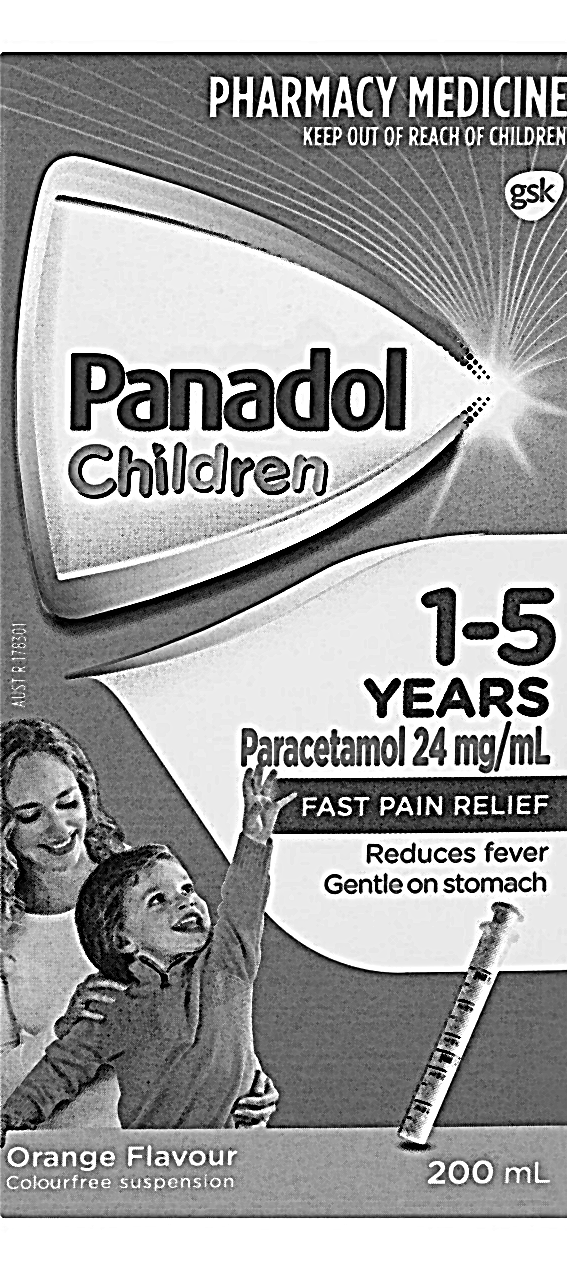 PHARMACY MEDICINE
KEEP OUT OF REACH OF CHILDREN
gsk
Panadol
Children
1-5
YEARS
Paracetamol 24 mg/mL
FAST PAIN RELIEF
Reduces fever
Gentle on stomach
AUST R 178301
Orange Flavour
Colourfree suspension
200 mL